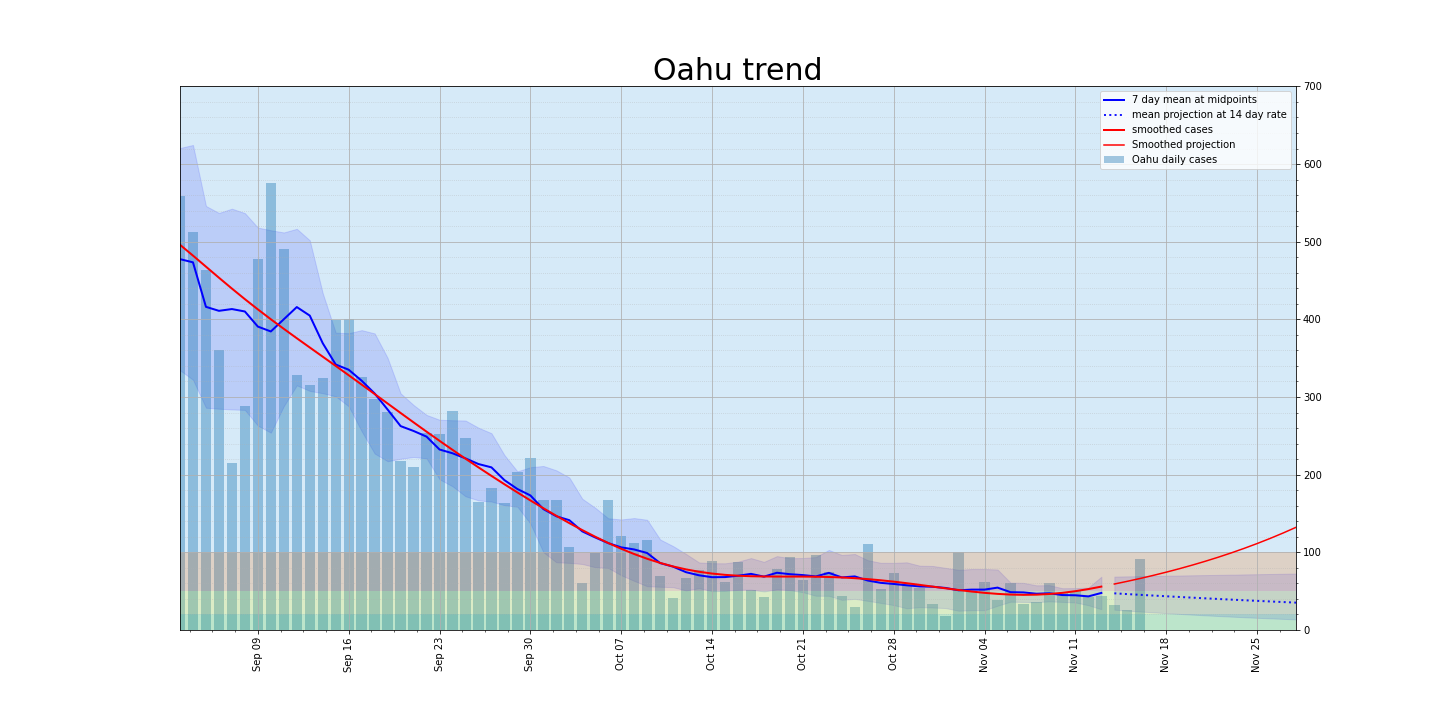 Oahu trend
7 day mean at midpoints
mean projection at 14 day rate
smoothed cases
Smoothed projection
Oahu daily cases
700
600
500
400
300
200
100
0
Sep 09
Sep 16
Sep 23
Sep 30
Oct 07
Oct 14
Oct 21
Oct 28
Nov 04
Nov 11
Nov 18
Nov 25